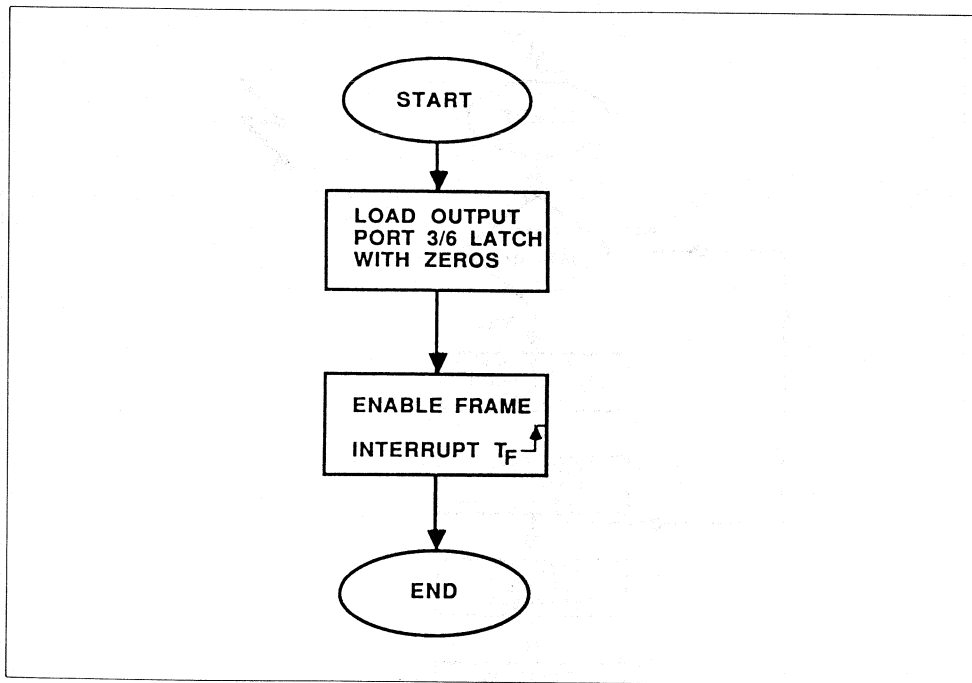 START
LOAD OUTPUT
PORT 3/6 LATCH
WITH ZEROS
ENABLE FRAME
INTERRUPT TF
END